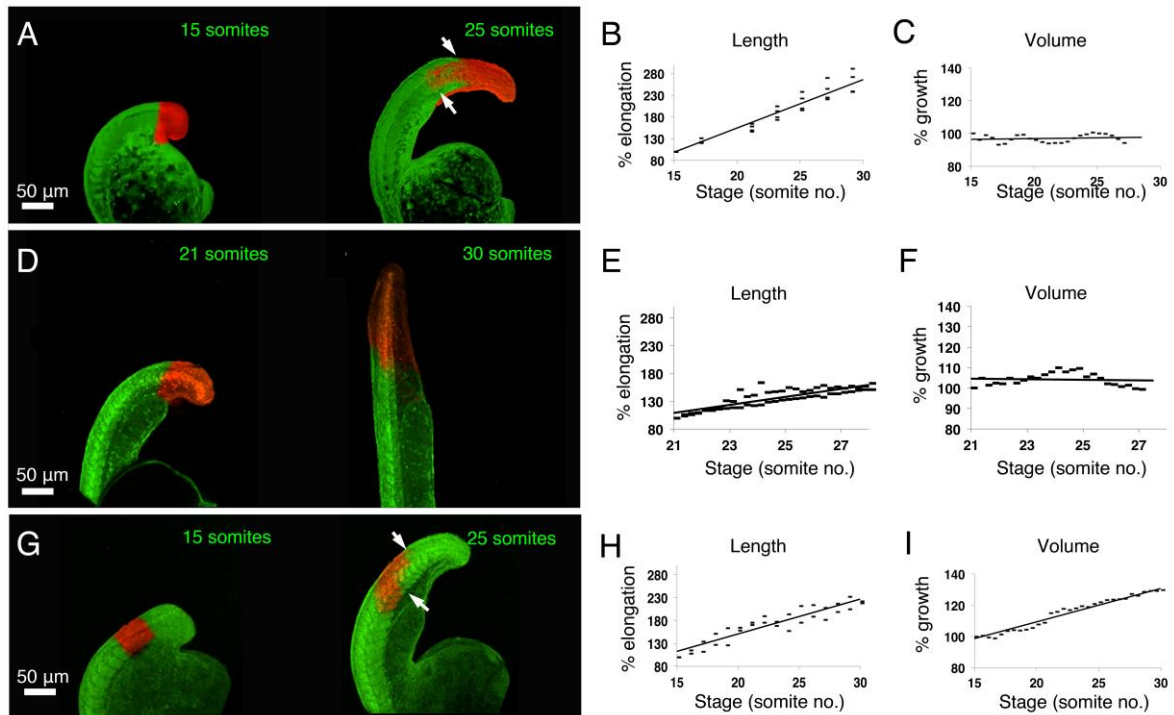 A
15 somites
25 somites
50 µm
B
Length
% elongation
280
230
180
130
80
15
20
25
30
Stage (somite no.)
C
Volume
% growth
140
120
100
80
15
20
25
30
Stage (somite no.)
D
21 somites
30 somites
50 µm
E
Length
% elongation
280
230
180
130
80
21
23
25
27
Stage (somite no.)
F
Volume
% growth
140
130
120
110
100
90
80
21
23
25
27
Stage (somite no.)
G
15 somites
25 somites
50 µm
H
Length
% elongation
280
230
180
130
80
15
20
25
30
Stage (somite no.)
I
Volume
% growth
140
120
100
80
15
20
25
30
Stage (somite no.)